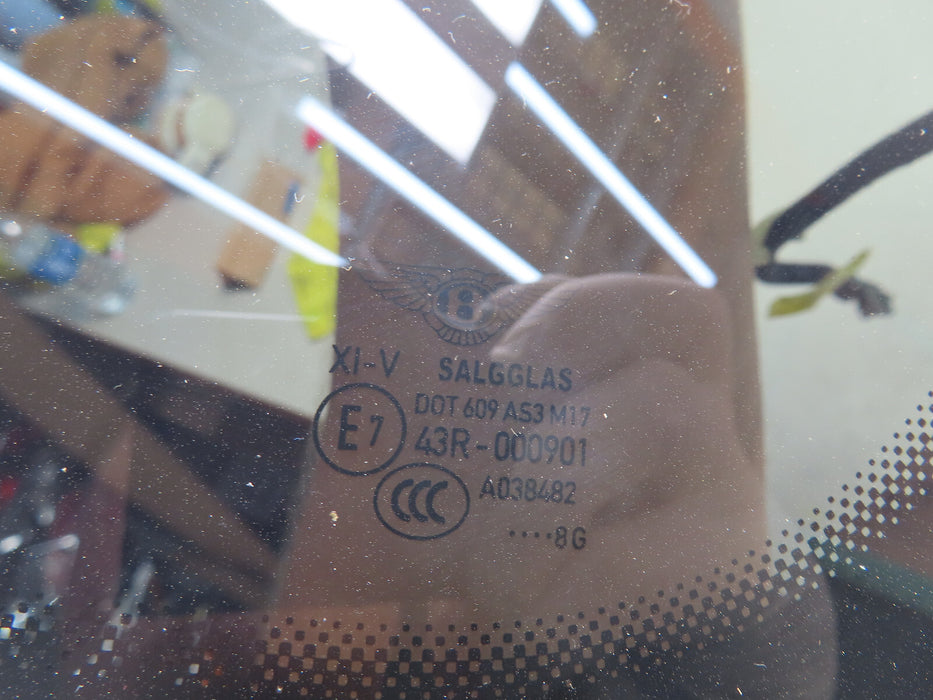 B
XI-V
SALGGLAS
DOT 609 AS3 M17
E7
43R-000901
CCC
A038482
....8G